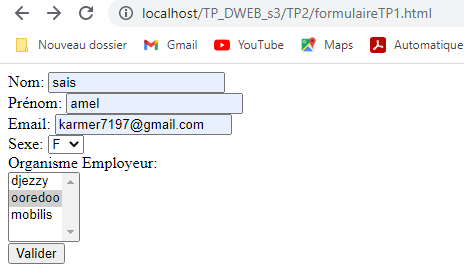 localhost/TP_DWEB_s3/TP2/formulaireTP1.html
Nouveau dossier Gmail YouTube Maps Automatique
Nom: sais
Prénom: amel
Email: karmer7197@gmail.com
Sexe: F
Organisme Employeur:
djezzy
ooredoo
mobilis
Valider